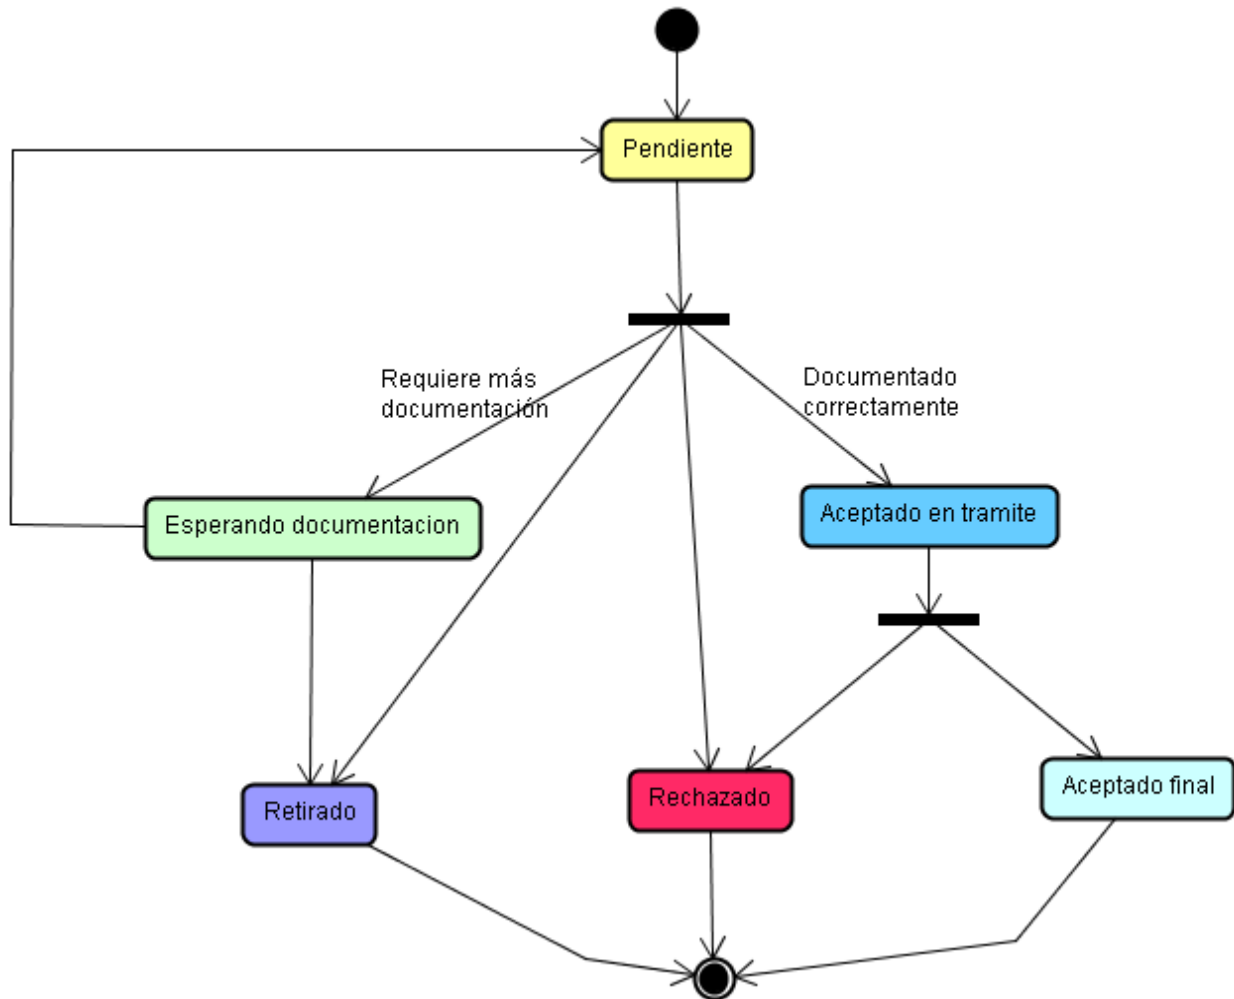 Pendiente
Requiere más
documentación
Documentado
correctamente
Esperando documentacion
Aceptado en tramite
Retirado
Rechazado
Aceptado final